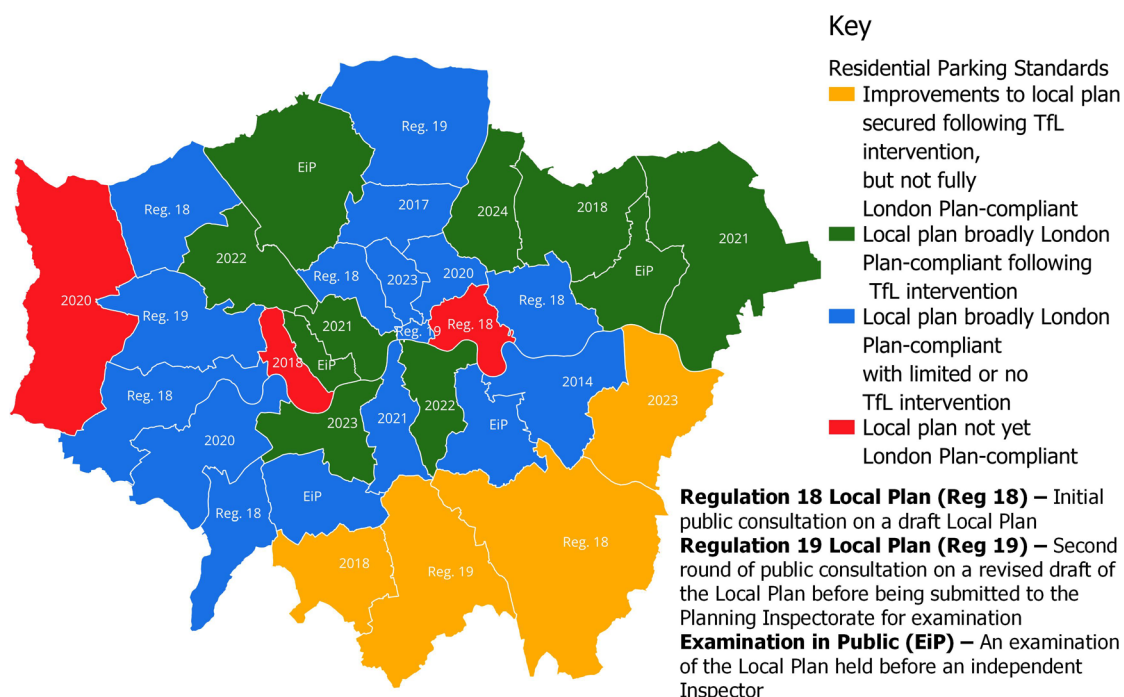 Key
Residential Parking Standards
Improvements to local plan
secured following TfL
intervention,
but not fully
London Plan-compliant
Local plan broadly London
Plan-compliant following
TfL intervention
Local plan broadly London
Plan-compliant
with limited or no
TfL intervention
Local plan not yet
London Plan-compliant
Regulation 18 Local Plan (Reg 18) – Initial
public consultation on a draft Local Plan
Regulation 19 Local Plan (Reg 19) – Second
round of public consultation on a revised draft of
the Local Plan before being submitted to the
Planning Inspectorate for examination
Examination in Public (EiP) – An examination
of the Local Plan held before an independent
Inspector
Reg. 19
EiP
Reg. 18
2017
2024
2018
2021
2022
EiP
Reg. 18
2023
2020
Reg. 18
2020
Reg. 19
2021
Reg. 19
Reg. 18
2018
EiP
Reg. 18
2014
2023
2022
2023
2021
EiP
2020
EiP
Reg. 18
2018
Reg. 19
Reg. 18